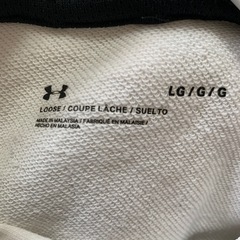 LG / G / G
LOOSE / COUPE LÂCHE / SUELTO
MADE IN MALAYSIA / FABRIQUÉ EN MALAISIE /
HECHO EN MALASIA